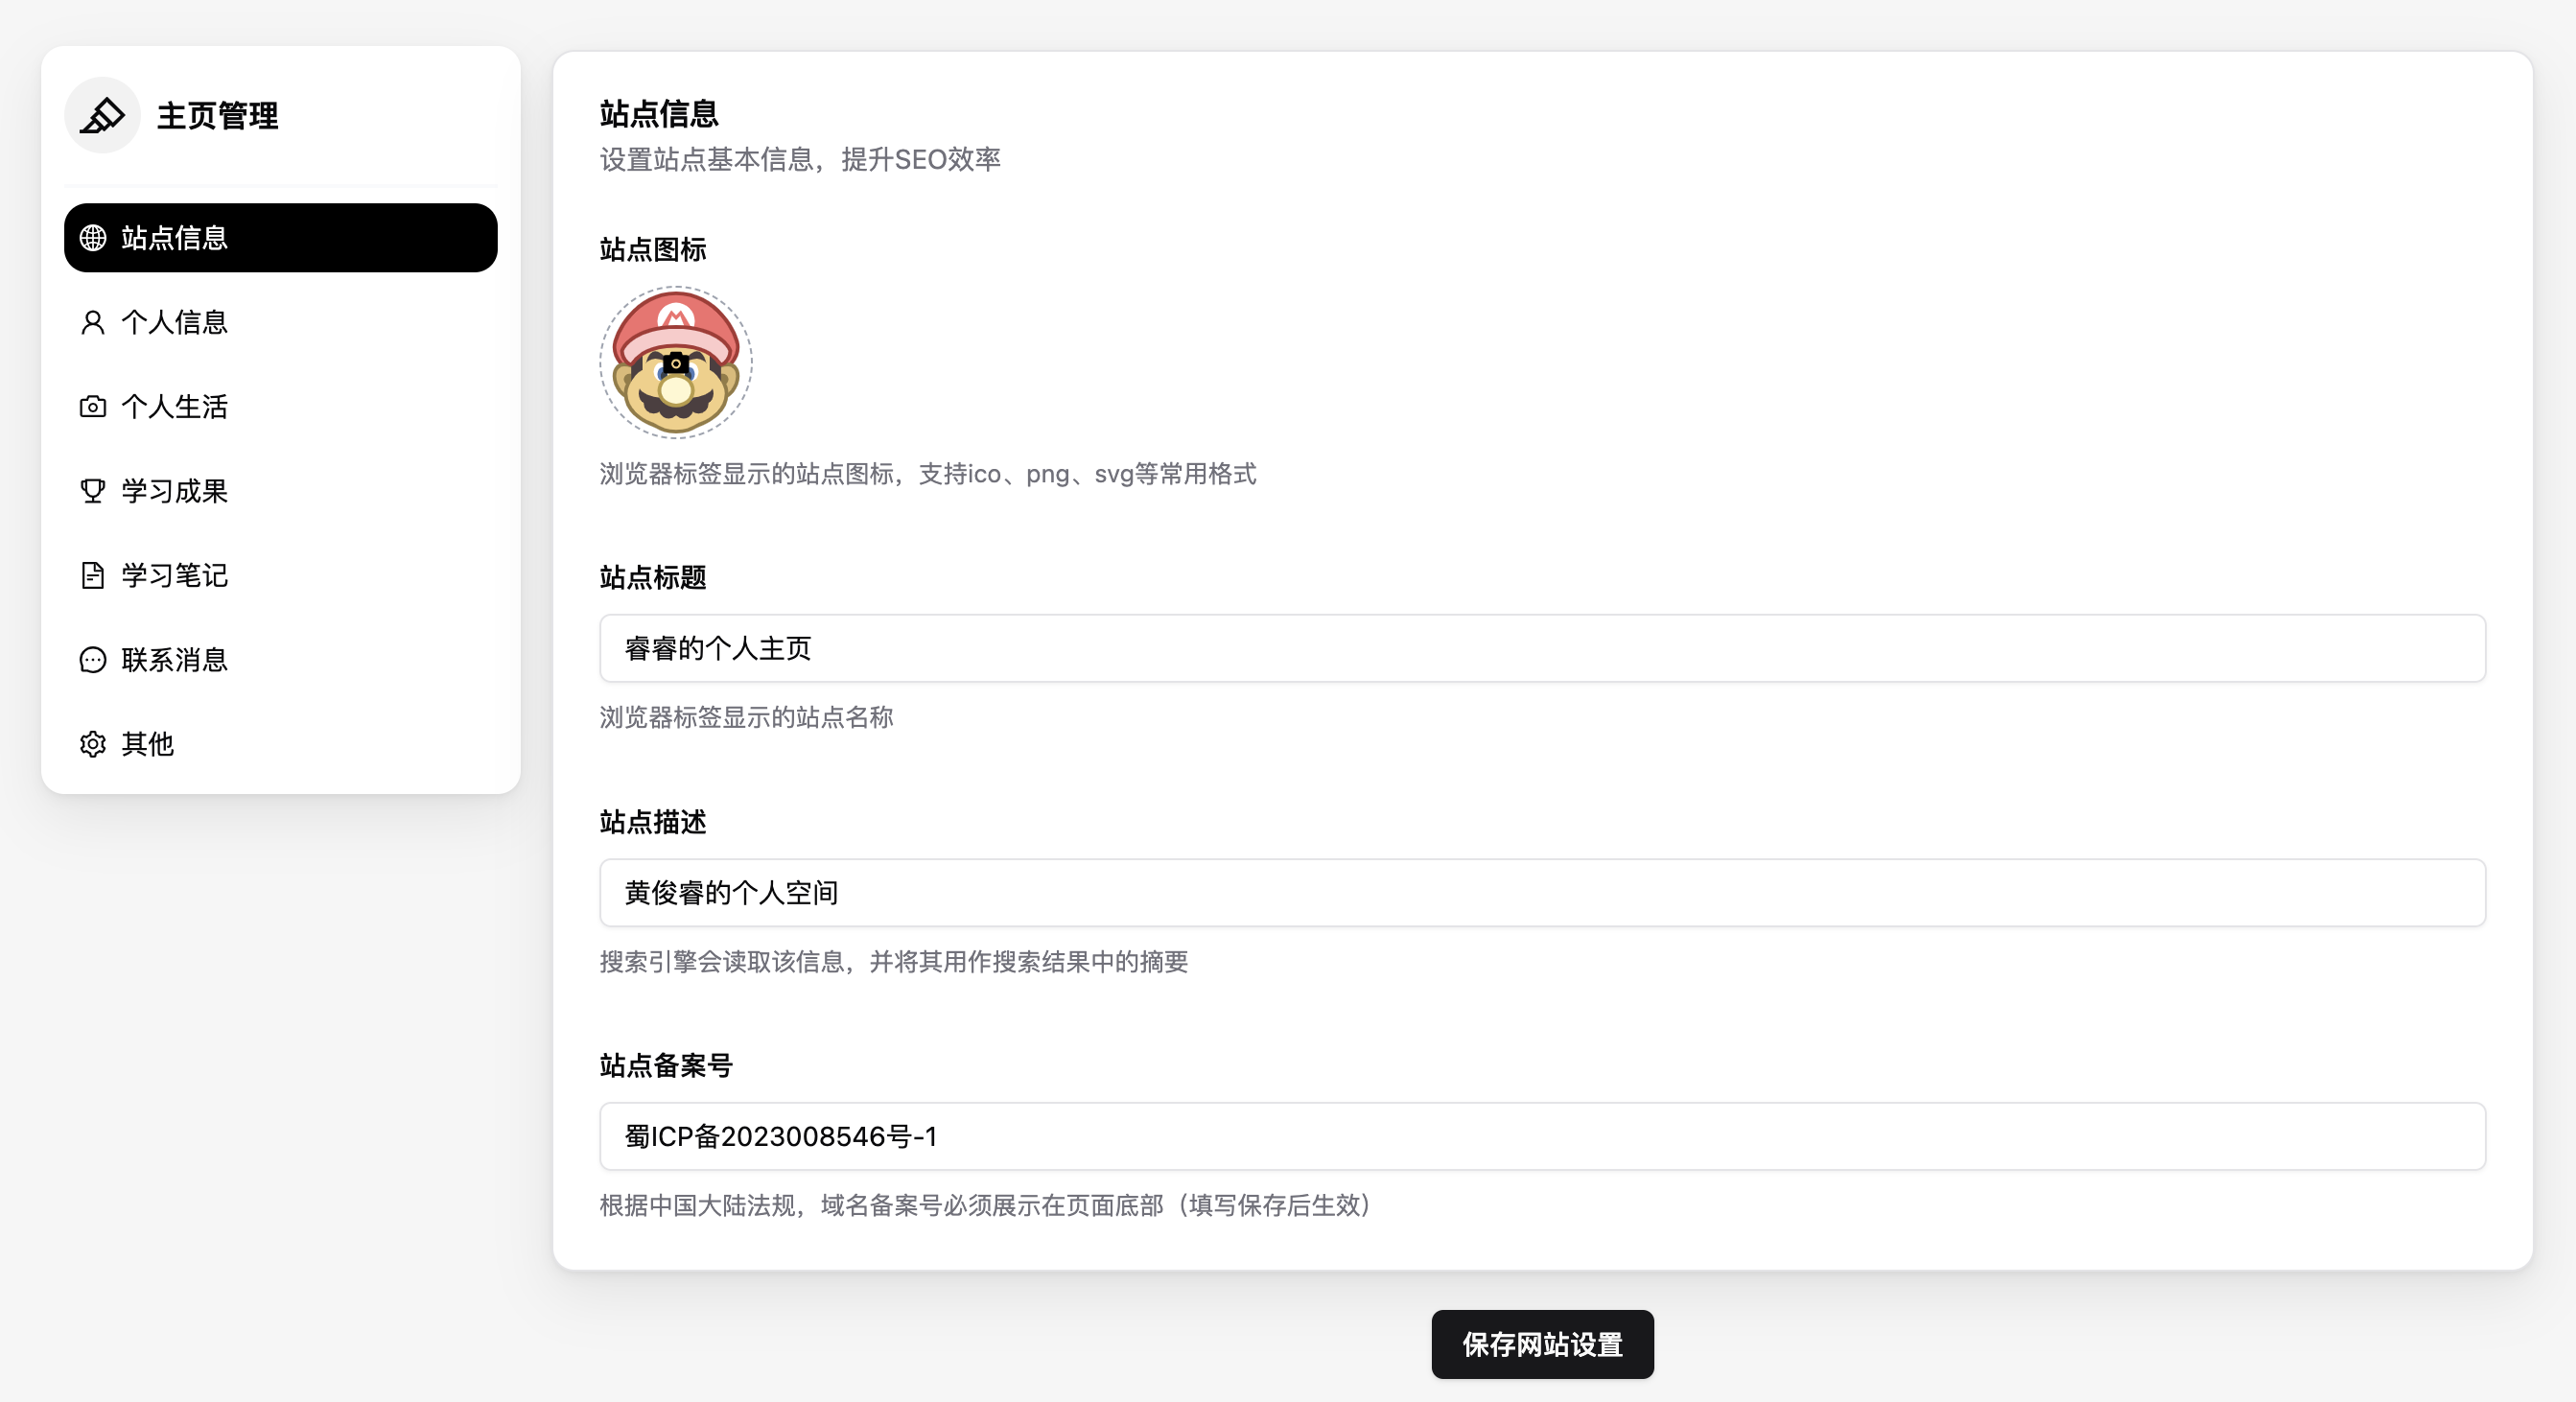 主页管理
站点信息
个人信息
个人生活
学习成果
学习笔记
联系消息
其他
站点信息
设置站点基本信息，提升SEO效率
站点图标
M
浏览器标签显示的站点图标，支持ico、png、svg等常用格式
站点标题
睿睿的个人主页
浏览器标签显示的站点名称
站点描述
黄俊睿的个人空间
搜索引擎会读取该信息，并将其用作搜索结果中的摘要
站点备案号
蜀ICP备2023008546号-1
根据中国大陆法规，域名备案号必须展示在页面底部（填写保存后生效）
保存网站设置